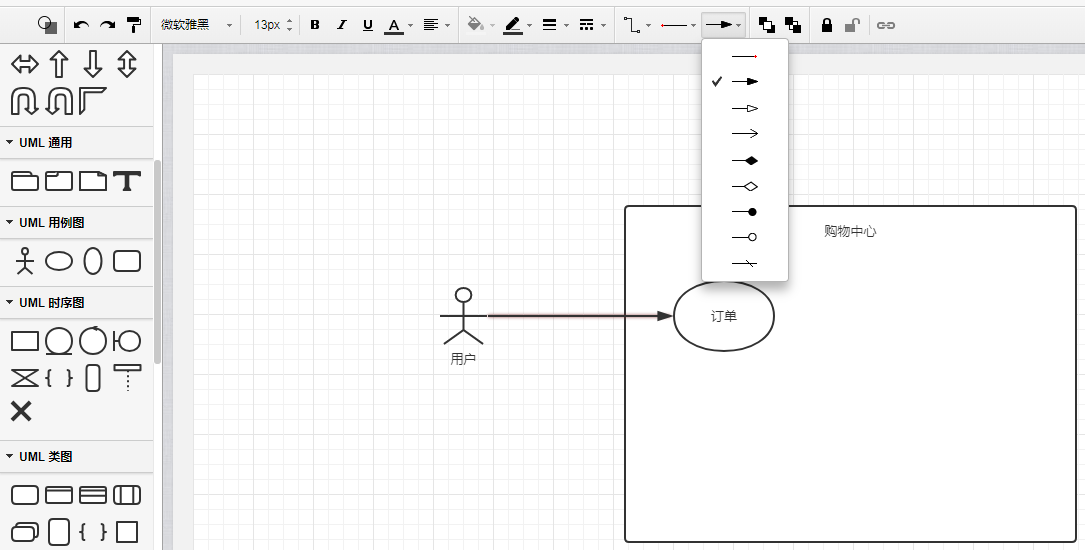 微软雅黑 13px B I U A
UML 通用
T
UML 用例图
购物中心
UML 时序图
订单
用户
{ }
UML 类图
{ }